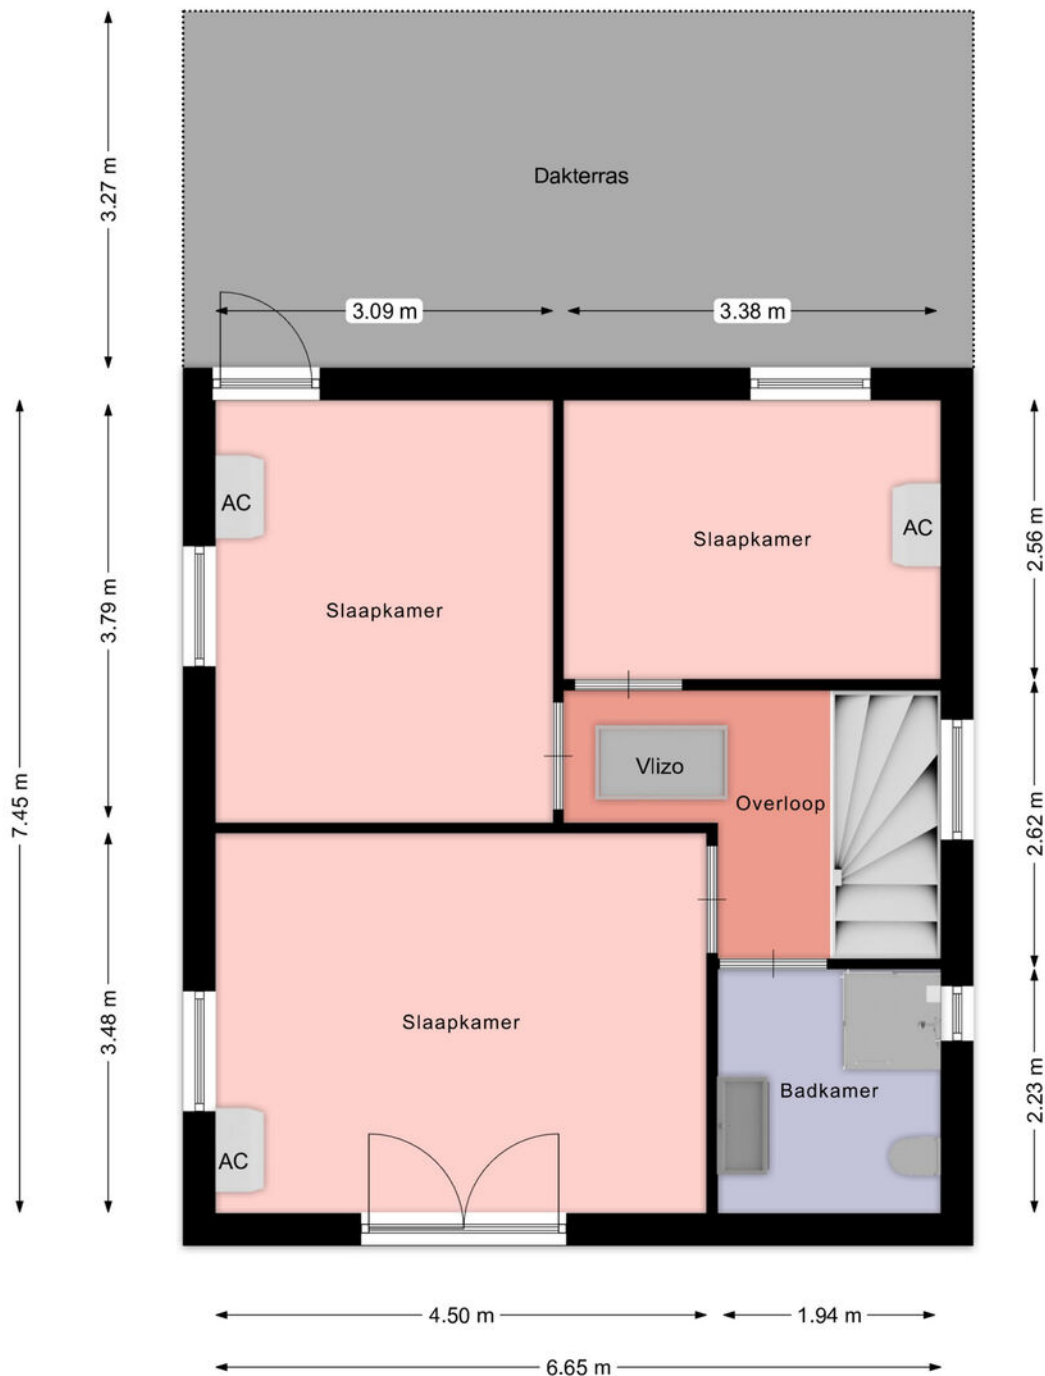 Dakterras
3.27 m
3.09 m
3.38 m
AC
AC
Slaapkamer
2.56 m
Slaapkamer
3.79 m
Vlizo
7.45 m
Overloop
2.62 m
Slaapkamer
3.48 m
Badkamer
2.23 m
AC
4.50 m
1.94 m
6.65 m